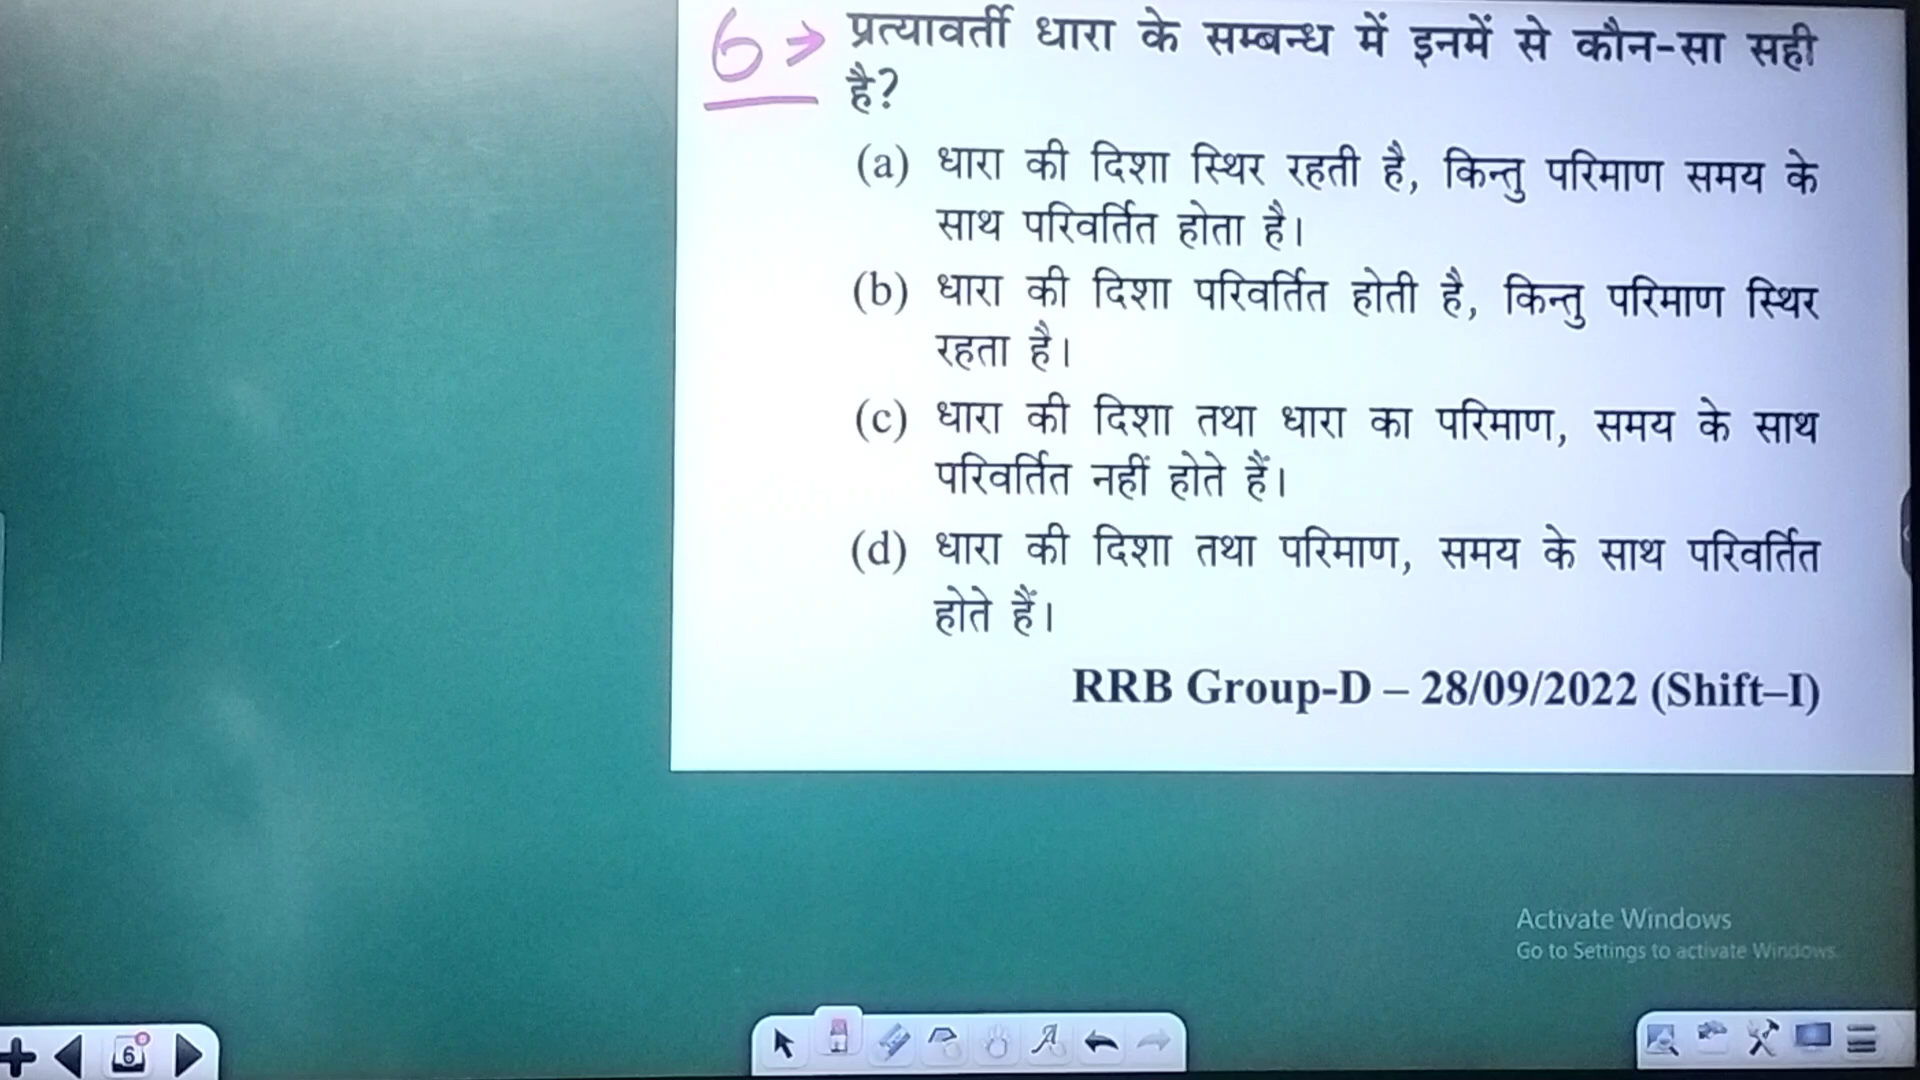 6→ प्रत्यावर्ती धारा के सम्बन्ध में इनमें से कौन-सा सही
है?
(a) धारा की दिशा स्थिर रहती है, किन्तु परिमाण समय के
साथ परिवर्तित होता है।
(b) धारा की दिशा परिवर्तित होती है, किन्तु परिमाण स्थिर
रहता है।
(c) धारा की दिशा तथा धारा का परिमाण, समय के साथ
परिवर्तित नहीं होते हैं।
(d) धारा की दिशा तथा परिमाण, समय के साथ परिवर्तित
होते हैं।
RRB Group-D – 28/09/2022 (Shift–I)
Activate Windows
Go to Settings to activate Windows.
6